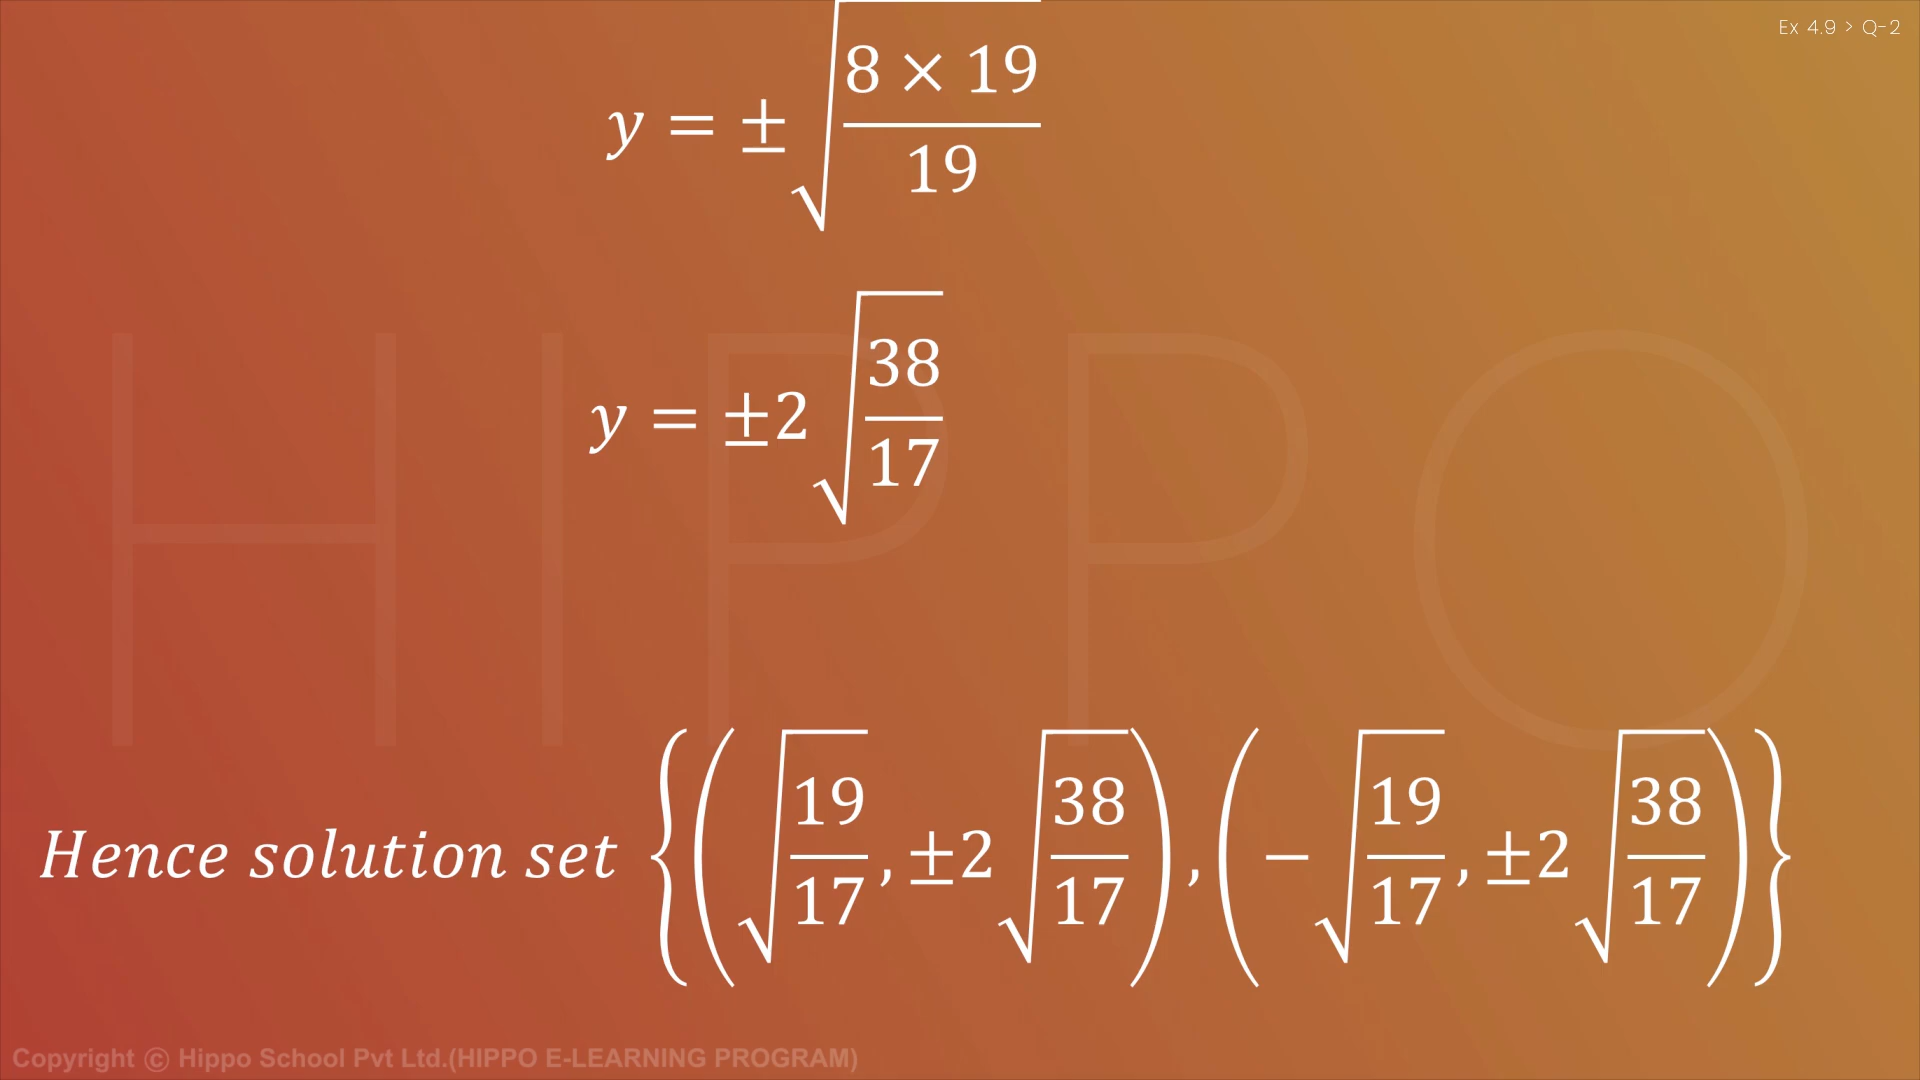 Ex 4.9 > Q-2
y = ±√(8 × 19 / 19)
y = ±2√(38/17)
HIPPO
Hence solution set {(√(19/17), ±2√(38/17)), (−√(19/17), ±2√(38/17))}
Copyright © Hippo School Pvt Ltd.(HIPPO E-LEARNING PROGRAM)